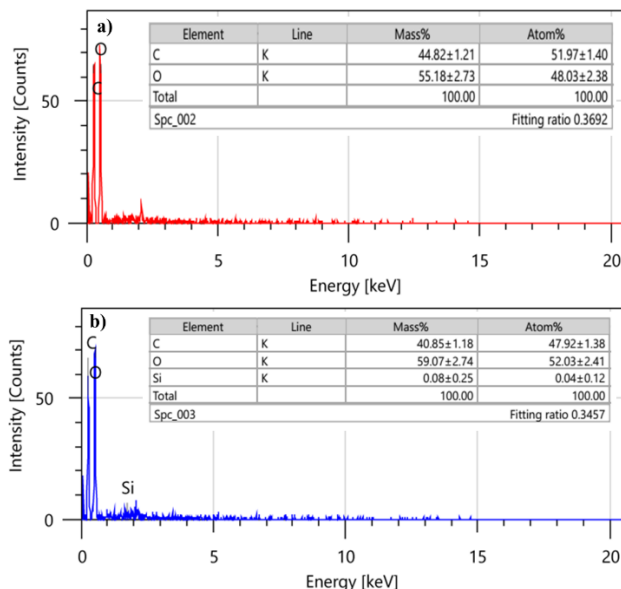 a)
Element Line Mass% Atom%
C K 44.82±1.21 51.97±1.40
O K 55.18±2.73 48.03±2.38
Total 100.00 100.00
Spc_002 Fitting ratio 0.3692
O
C
Intensity [Counts]
50
0
0 5 10 15 20
Energy [keV]
b)
Element Line Mass% Atom%
C K 40.85±1.18 47.92±1.38
O K 59.07±2.74 52.03±2.41
Si K 0.08±0.25 0.04±0.12
Total 100.00 100.00
Spc_003 Fitting ratio 0.3457
C
O
Si
Intensity [Counts]
50
0
0 5 10 15 20
Energy [keV]